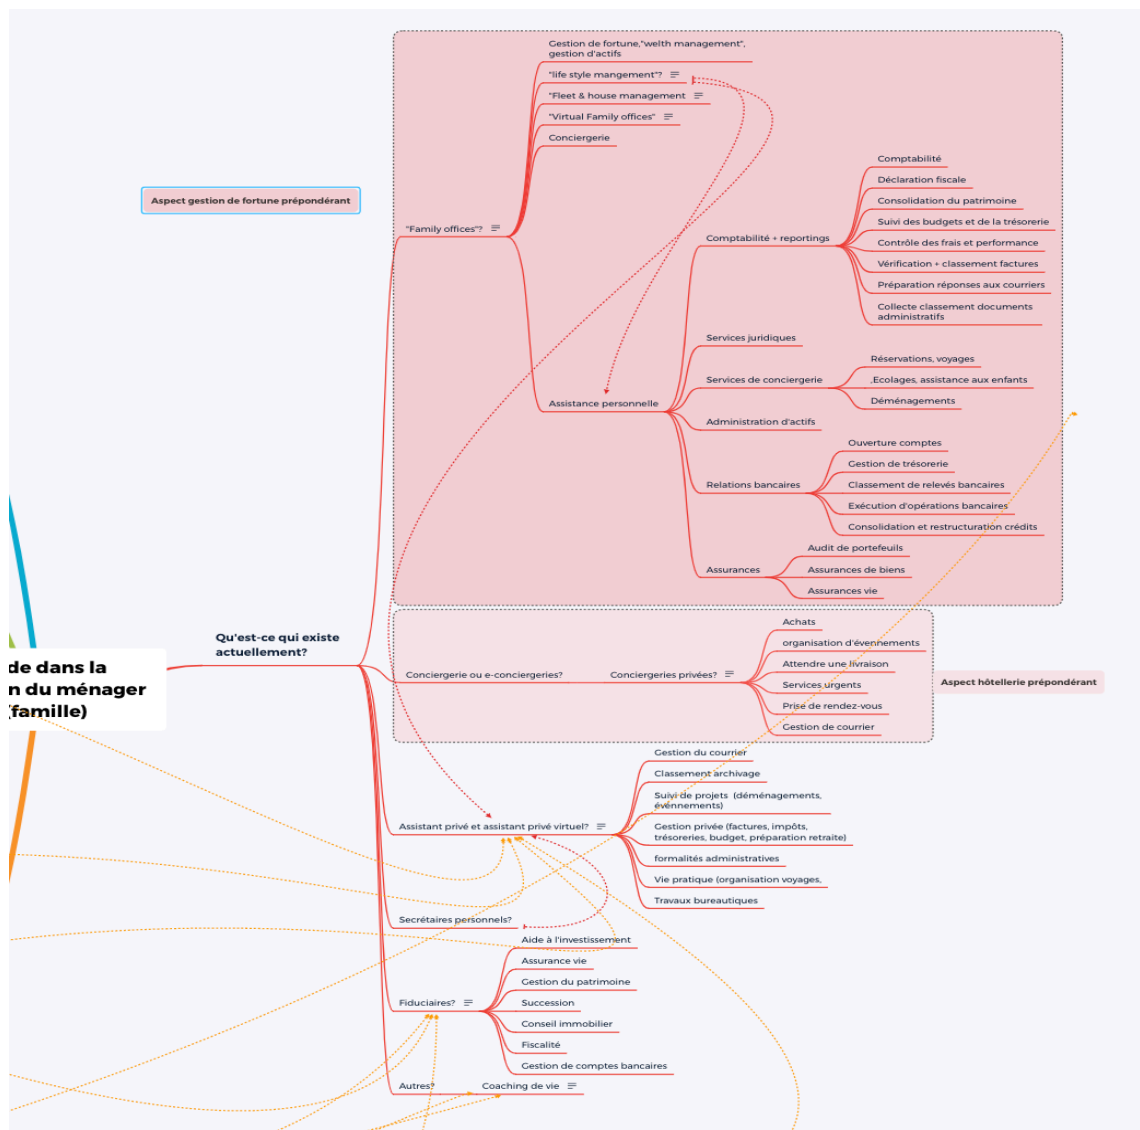 Gestion de fortune,"welth management",
gestion d'actifs
"life style mangement"?
"Fleet & house management
"Virtual Family offices"
Conciergerie
Aspect gestion de fortune prépondérant
"Family offices"?
Comptabilité
Déclaration fiscale
Consolidation du patrimoine
Suivi des budgets et de la trésorerie
Comptabilité + reportings
Contrôle des frais et performance
Vérification + classement factures
Préparation réponses aux courriers
Collecte classement documents
administratifs
Services juridiques
Réservations, voyages
Services de conciergerie
,Ecolages, assistance aux enfants
Déménagements
Assistance personnelle
Administration d'actifs
Ouverture comptes
Gestion de trésorerie
Relations bancaires
Classement de relevés bancaires
Exécution d'opérations bancaires
Consolidation et restructuration crédits
Audit de portefeuils
Assurances
Assurances de biens
Assurances vie
Qu'est-ce qui existe
actuellement?
de dans la
n du ménager
(famille)
Achats
organisation d'évennements
Attendre une livraison
Conciergerie ou e-conciergeries?
Conciergeries privées?
Services urgents
Prise de rendez-vous
Gestion de courrier
Aspect hôtellerie prépondérant
Gestion du courrier
Classement archivage
Suivi de projets (déménagements,
événnements)
Assistant privé et assistant privé virtuel?
Gestion privée (factures, impôts,
trésoreries, budget, préparation retraite)
formalités administratives
Vie pratique (organisation voyages,
Travaux bureautiques
Secrétaires personnels?
Aide à l'investissement
Assurance vie
Gestion du patrimoine
Fiduciaires?
Succession
Conseil immobilier
Fiscalité
Gestion de comptes bancaires
Autres?
Coaching de vie